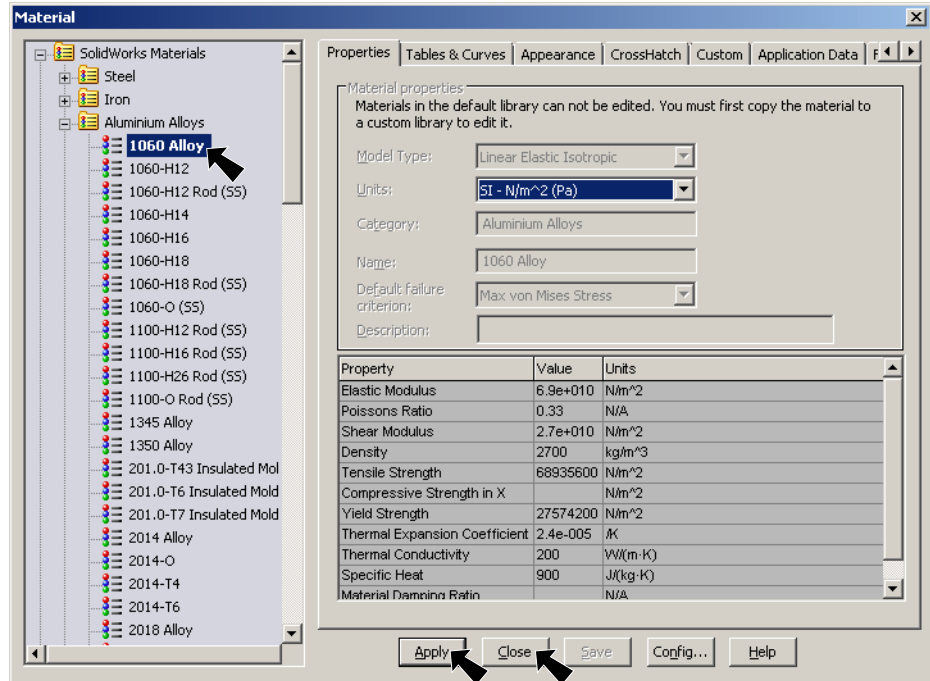 Material
SolidWorks Materials
Steel
Iron
Aluminium Alloys
1060 Alloy
1060-H12
1060-H12 Rod (SS)
1060-H14
1060-H16
1060-H18
1060-H18 Rod (SS)
1060-O (SS)
1100-H12 Rod (SS)
1100-H16 Rod (SS)
1100-H26 Rod (SS)
1100-O Rod (SS)
1345 Alloy
1350 Alloy
201.0-T43 Insulated Mol
201.0-T6 Insulated Mold
201.0-T7 Insulated Mold
2014 Alloy
2014-O
2014-T4
2014-T6
2018 Alloy
Properties Tables & Curves Appearance CrossHatch Custom Application Data F
Material properties
Materials in the default library can not be edited. You must first copy the material to
a custom library to edit it.
Model Type: Linear Elastic Isotropic
Units: SI - N/m^2 (Pa)
Category: Aluminium Alloys
Name: 1060 Alloy
Default failure
criterion: Max von Mises Stress
Description:
Property Value Units
Elastic Modulus 6.9e+010 N/m^2
Poissons Ratio 0.33 N/A
Shear Modulus 2.7e+010 N/m^2
Density 2700 kg/m^3
Tensile Strength 68935600 N/m^2
Compressive Strength in X N/m^2
Yield Strength 27574200 N/m^2
Thermal Expansion Coefficient 2.4e-005 /K
Thermal Conductivity 200 W/(m·K)
Specific Heat 900 J/(kg·K)
Material Damping Ratio N/A
Apply Close Save Config... Help